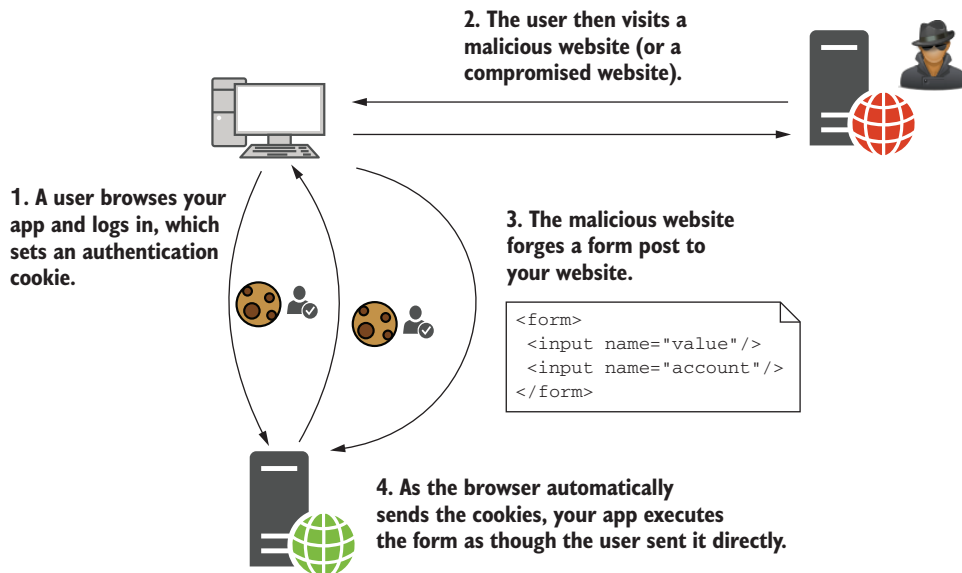 2. The user then visits a
malicious website (or a
compromised website).
1. A user browses your
app and logs in, which
sets an authentication
cookie.
3. The malicious website
forges a form post to
your website.
<form>
<input name="value"/>
<input name="account"/>
</form>
4. As the browser automatically
sends the cookies, your app executes
the form as though the user sent it directly.